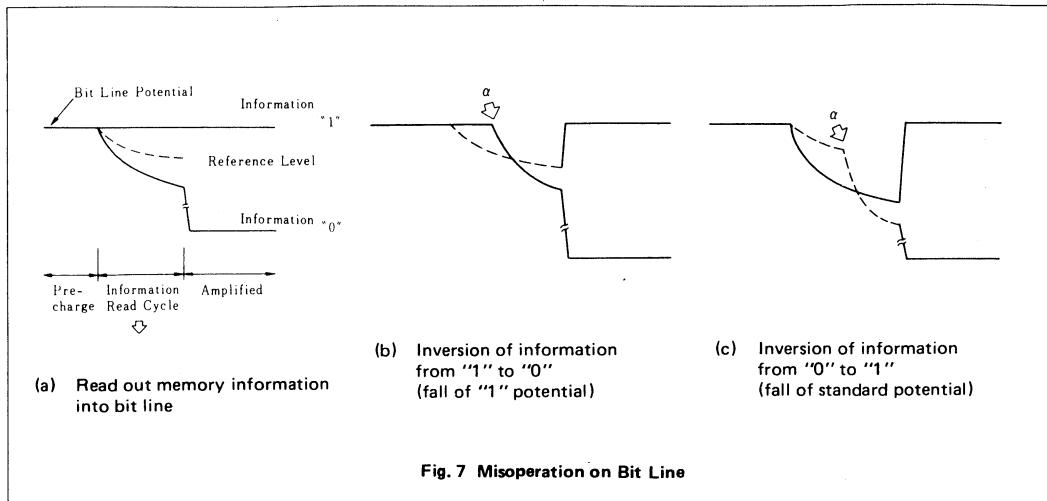 Bit Line Potential
Information "1"
Reference Level
Information "0"
Pre-
charge
Information
Read Cycle
Amplified
(a) Read out memory information
into bit line
α
(b) Inversion of information
from "1" to "0"
(fall of "1" potential)
α
(c) Inversion of information
from "0" to "1"
(fall of standard potential)
Fig. 7 Misoperation on Bit Line